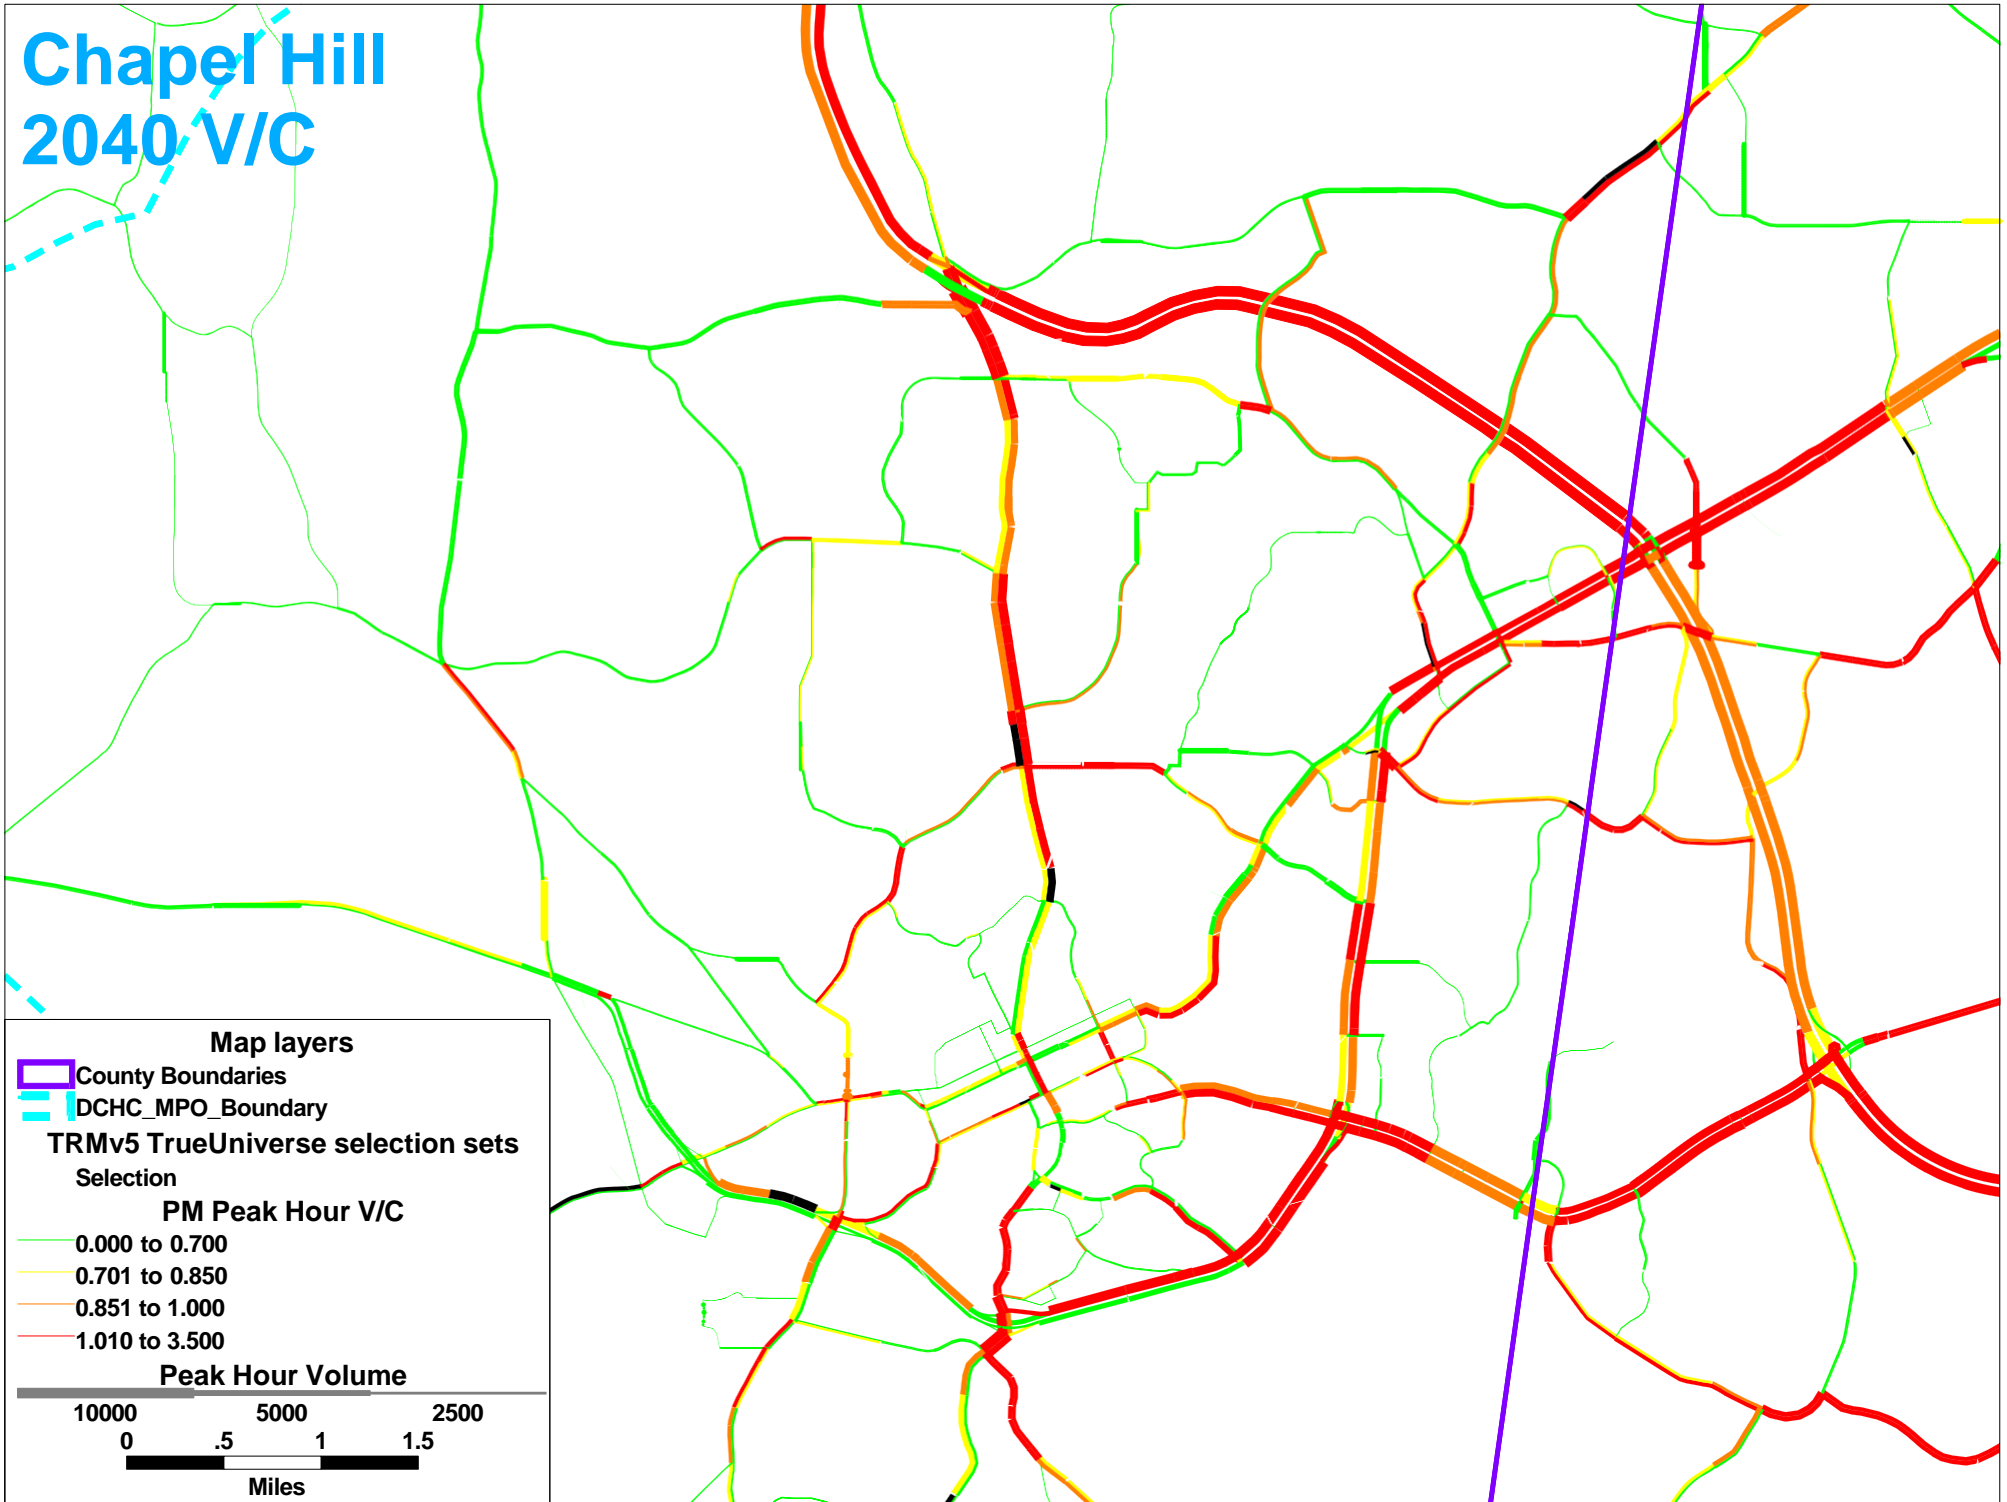 Chapel Hill
2040 V/C
Map layers
County Boundaries
DCHC_MPO_Boundary
TRMv5 TrueUniverse selection sets
Selection
PM Peak Hour V/C
0.000 to 0.700
0.701 to 0.850
0.851 to 1.000
1.010 to 3.500
Peak Hour Volume
10000 5000 2500
0 .5 1 1.5
Miles